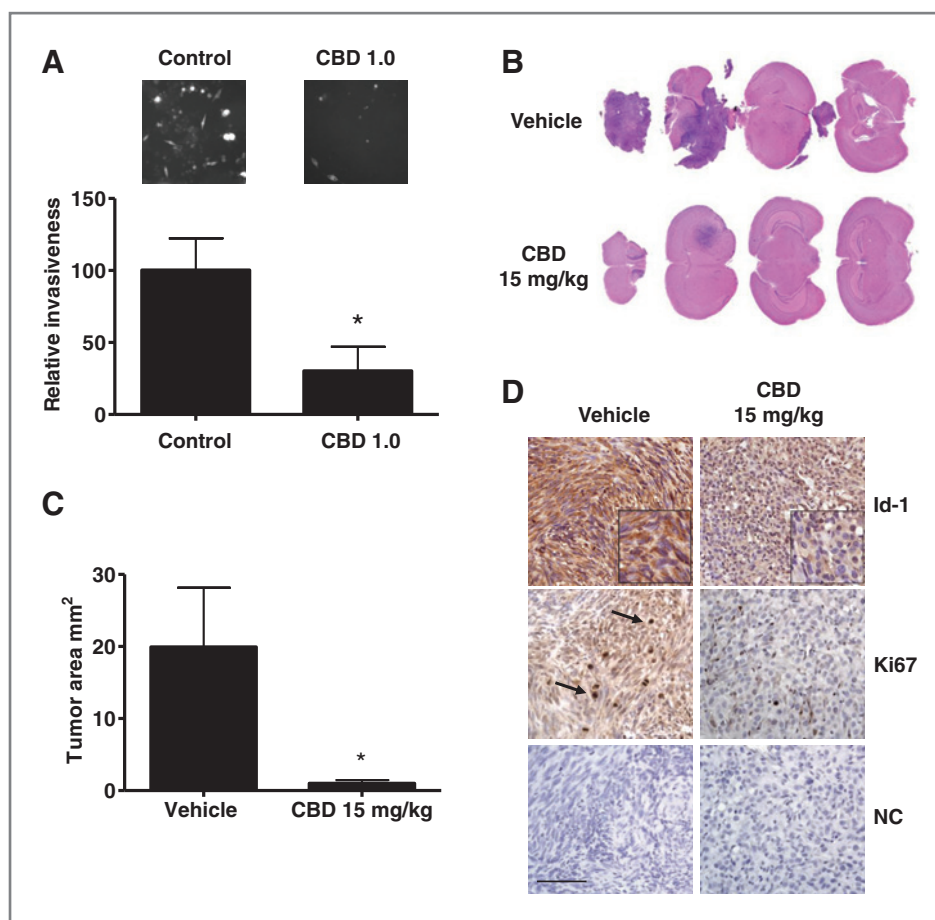 A
Control
CBD 1.0
Relative invasiveness
150
100
50
0
*
Control
CBD 1.0
B
Vehicle
CBD
15 mg/kg
C
Tumor area mm²
30
20
10
0
*
Vehicle
CBD 15 mg/kg
D
Vehicle
CBD
15 mg/kg
Id-1
Ki67
NC